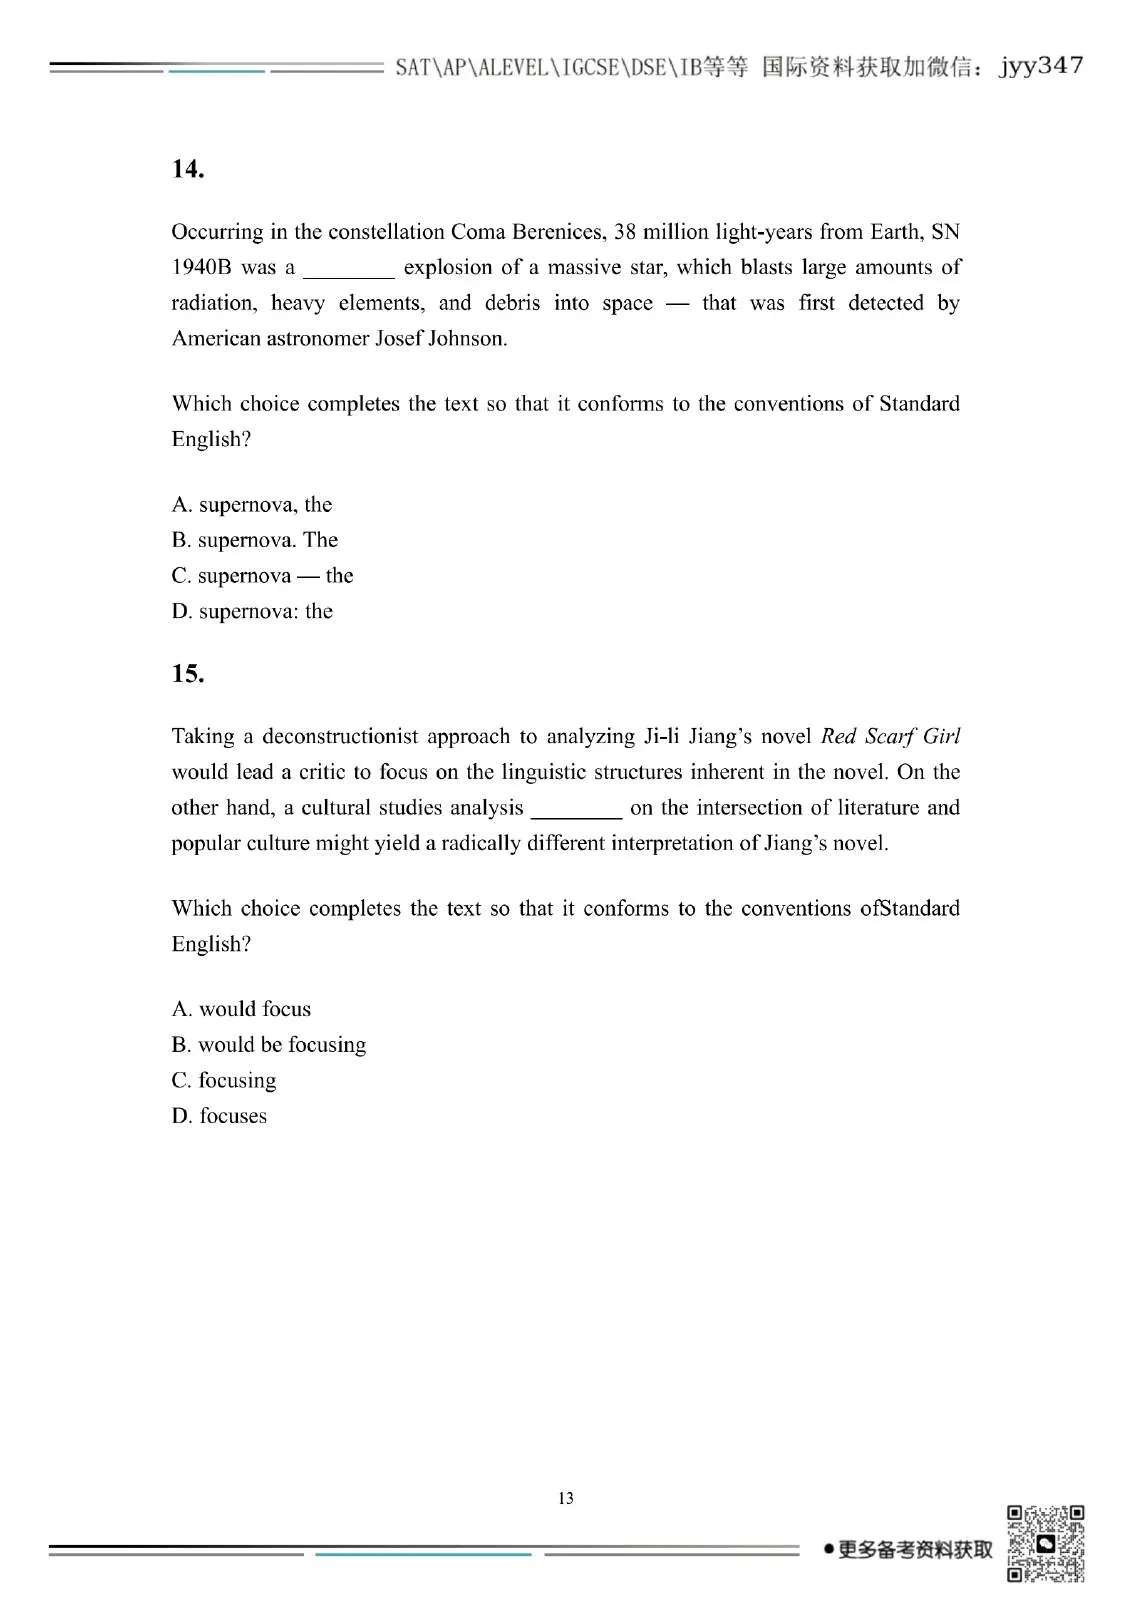 SAT\AP\ALEVEL\IGCSE\DSE\IB等等 国际资料获取加微信: jyy347
14.
Occurring in the constellation Coma Berenices, 38 million light-years from Earth, SN
1940B was a ________ explosion of a massive star, which blasts large amounts of
radiation, heavy elements, and debris into space — that was first detected by
American astronomer Josef Johnson.
Which choice completes the text so that it conforms to the conventions of Standard
English?
A. supernova, the
B. supernova. The
C. supernova — the
D. supernova: the
15.
Taking a deconstructionist approach to analyzing Ji-li Jiang’s novel Red Scarf Girl
would lead a critic to focus on the linguistic structures inherent in the novel. On the
other hand, a cultural studies analysis ________ on the intersection of literature and
popular culture might yield a radically different interpretation of Jiang’s novel.
Which choice completes the text so that it conforms to the conventions ofStandard
English?
A. would focus
B. would be focusing
C. focusing
D. focuses
13
●更多备考资料获取